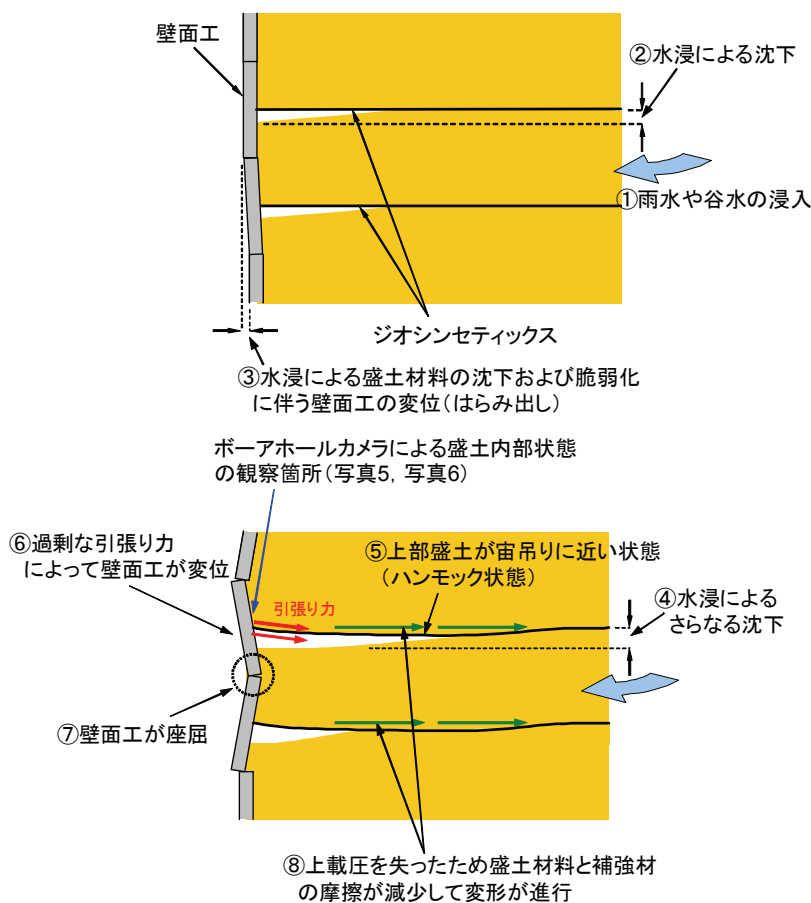 壁面工
②水浸による沈下
①雨水や谷水の浸入
ジオシンセティックス
③水浸による盛土材料の沈下および脆弱化
に伴う壁面工の変位(はらみ出し)
ボーアホールカメラによる盛土内部状態
の観察箇所(写真5, 写真6)
⑥過剰な引張り力
によって壁面工が変位
⑤上部盛土が宙吊りに近い状態
(ハンモック状態)
引張り力
④水浸による
さらなる沈下
⑦壁面工が座屈
⑧上載圧を失ったため盛土材料と補強材
の摩擦が減少して変形が進行